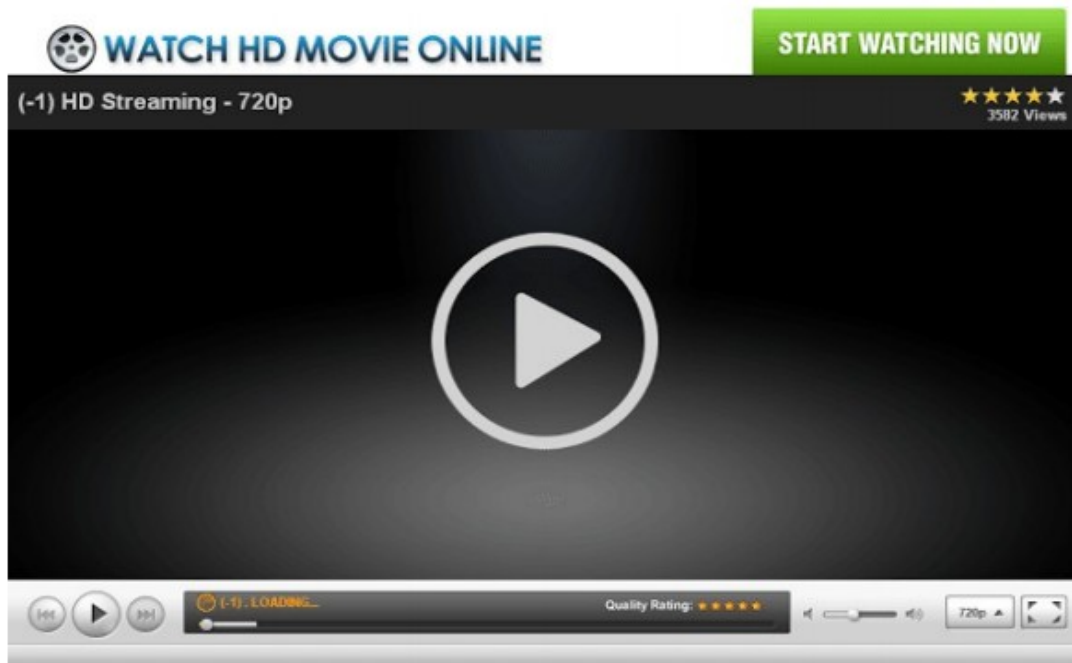 WATCH HD MOVIE ONLINE
START WATCHING NOW
(-1) HD Streaming - 720p
3582 Views
(-1) . LOADING...
Quality Rating:
720p